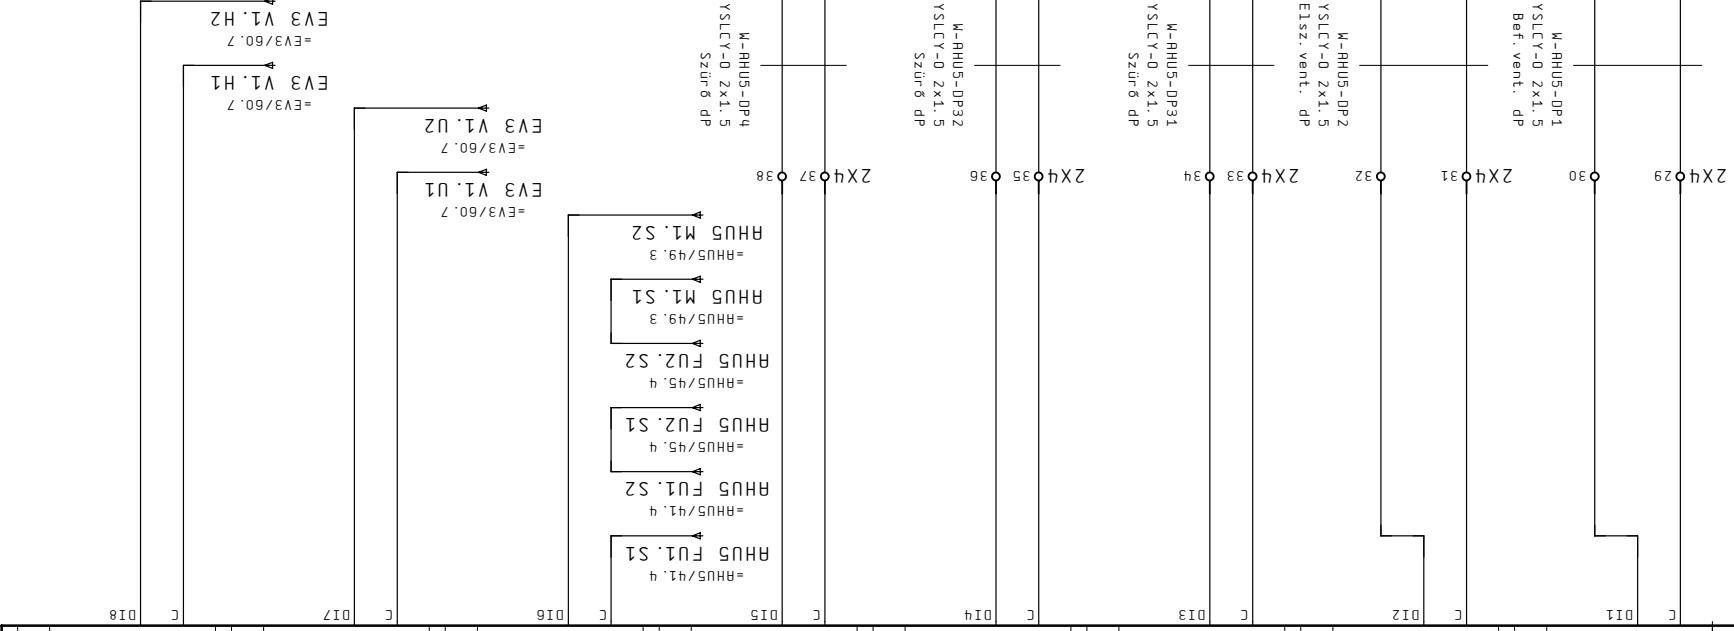 DI1 C
DI2 C
DI3 C
DI4 C
DI5 C
DI6 C
DI7 C
DI8 C
=AHU5/41.4
AHU5 FU1.S1
=AHU5/41.4
AHU5 FU1.S2
=AHU5/45.4
AHU5 FU2.S1
=AHU5/45.4
AHU5 FU2.S2
=AHU5/49.3
AHU5 M1.S1
=AHU5/49.3
AHU5 M1.S2
=EV3/60.7
EV3 V1.U1
=EV3/60.7
EV3 V1.U2
=EV3/60.7
EV3 V1.H1
=EV3/60.7
EV3 V1.H2
2X4 29 30
2X4 31 32
2X4 33 34
2X4 35 36
2X4 37 38
W-AHU5-DP1
YSLCY-O 2x1.5
Bef. vent. dP
W-AHU5-DP2
YSLCY-O 2x1.5
Elsz. vent. dP
W-AHU5-DP31
YSLCY-O 2x1.5
Szűrő dP
W-AHU5-DP32
YSLCY-O 2x1.5
Szűrő dP
W-AHU5-DP4
YSLCY-O 2x1.5
Szűrő dP